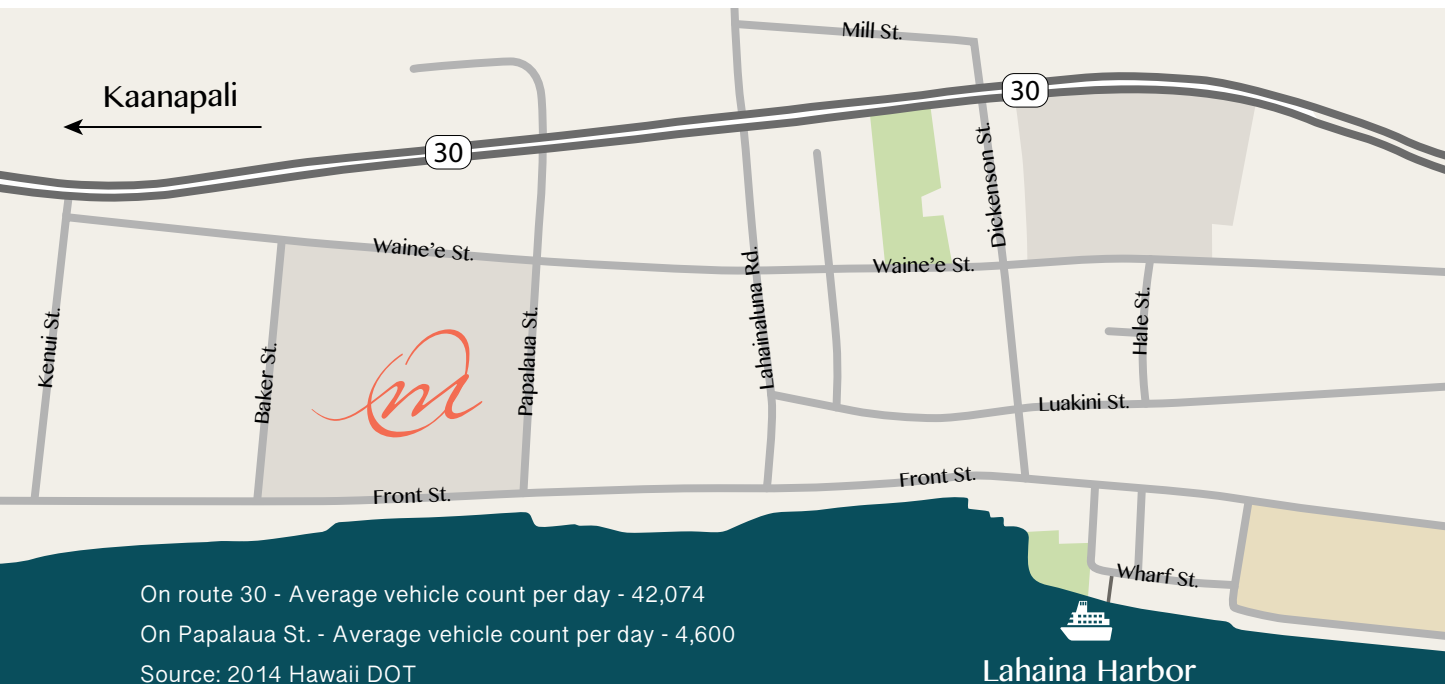 Mill St.
Kaanapali
30
30
Dickenson St.
Waine'e St.
Waine'e St.
Lahainaluna Rd.
Kenui St.
Baker St.
Papalaua St.
Hale St.
m
Luakini St.
Front St.
Front St.
Wharf St.
On route 30 - Average vehicle count per day - 42,074
On Papalaua St. - Average vehicle count per day - 4,600
Source: 2014 Hawaii DOT
Lahaina Harbor